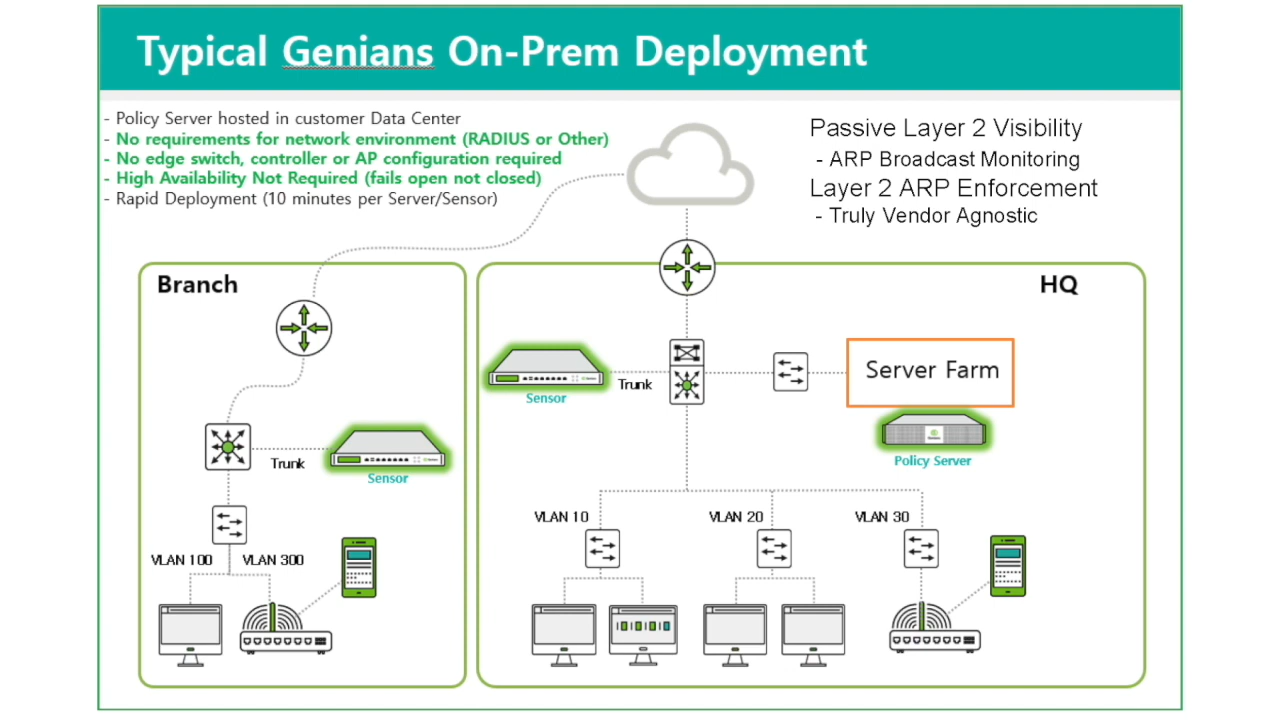 Typical Genians On-Prem Deployment
- Policy Server hosted in customer Data Center
- No requirements for network environment (RADIUS or Other)
- No edge switch, controller or AP configuration required
- High Availability Not Required (fails open not closed)
- Rapid Deployment (10 minutes per Server/Sensor)
Passive Layer 2 Visibility
- ARP Broadcast Monitoring
Layer 2 ARP Enforcement
- Truly Vendor Agnostic
Branch
Trunk
Sensor
VLAN 100
VLAN 300
HQ
Trunk
Sensor
Server Farm
Policy Server
VLAN 10
VLAN 20
VLAN 30